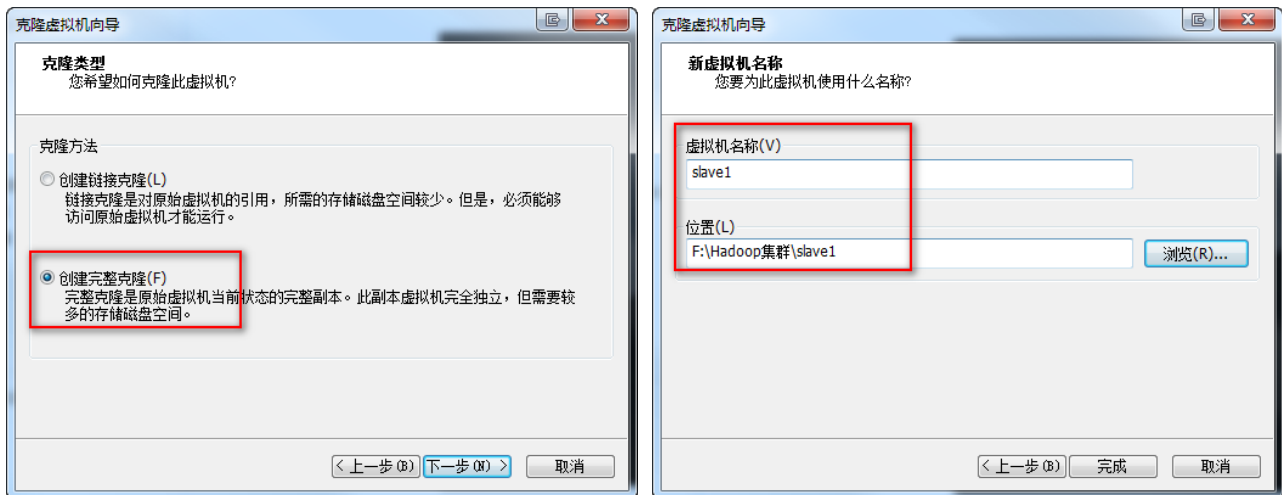 克隆虚拟机向导
克隆类型
您希望如何克隆此虚拟机?
克隆方法
创建链接克隆(L)
链接克隆是对原始虚拟机的引用，所需的存储磁盘空间较少。但是，必须能够
访问原始虚拟机才能运行。
创建完整克隆(F)
完整克隆是原始虚拟机当前状态的完整副本。此副本虚拟机完全独立，但需要较
多的存储磁盘空间。
< 上一步(B) 下一步(N) > 取消
克隆虚拟机向导
新虚拟机名称
您要为此虚拟机使用什么名称?
虚拟机名称(V)
slave1
位置(L)
F:\Hadoop集群\slave1
浏览(R)...
< 上一步(B) 完成 取消